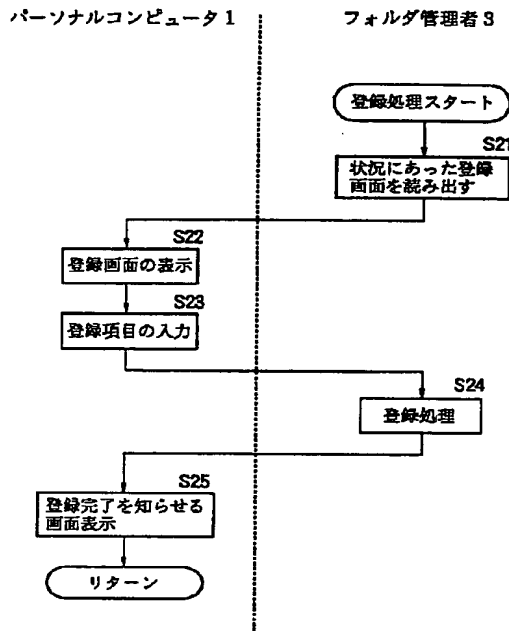 パーソナルコンピュータ1
フォルダ管理者3
登録処理スタート
S21
状況にあった登録
画面を読み出す
S22
登録画面の表示
S23
登録項目の入力
S24
登録処理
S25
登録完了を知らせる
画面表示
リターン